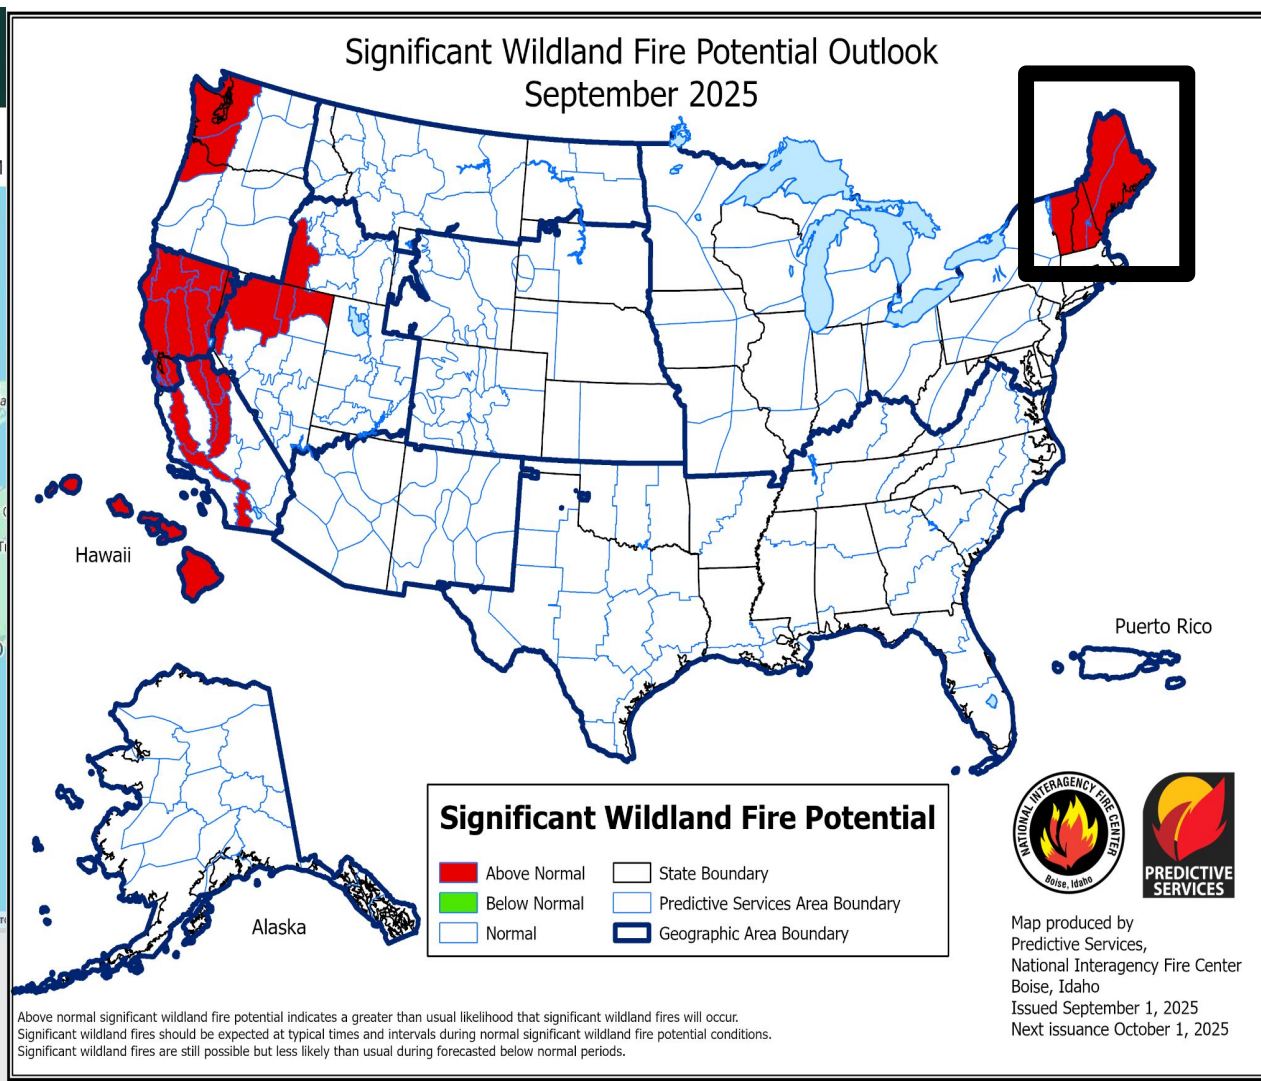 Significant Wildland Fire Potential Outlook
September 2025
Hawaii
Puerto Rico
Alaska
Significant Wildland Fire Potential
Above Normal
State Boundary
Below Normal
Predictive Services Area Boundary
Normal
Geographic Area Boundary
NATIONAL INTERAGENCY FIRE CENTER
Boise, Idaho
PREDICTIVE
SERVICES
Map produced by
Predictive Services,
National Interagency Fire Center
Boise, Idaho
Issued September 1, 2025
Next issuance October 1, 2025
Above normal significant wildland fire potential indicates a greater than usual likelihood that significant wildland fires will occur.
Significant wildland fires should be expected at typical times and intervals during normal significant wildland fire potential conditions.
Significant wildland fires are still possible but less likely than usual during forecasted below normal periods.